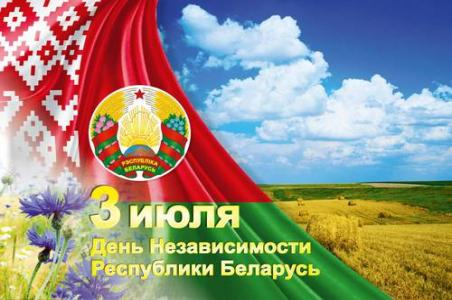 РЭСПУБЛІКА
БЕЛАРУСЬ
3 июля
День Независимости
Республики Беларусь